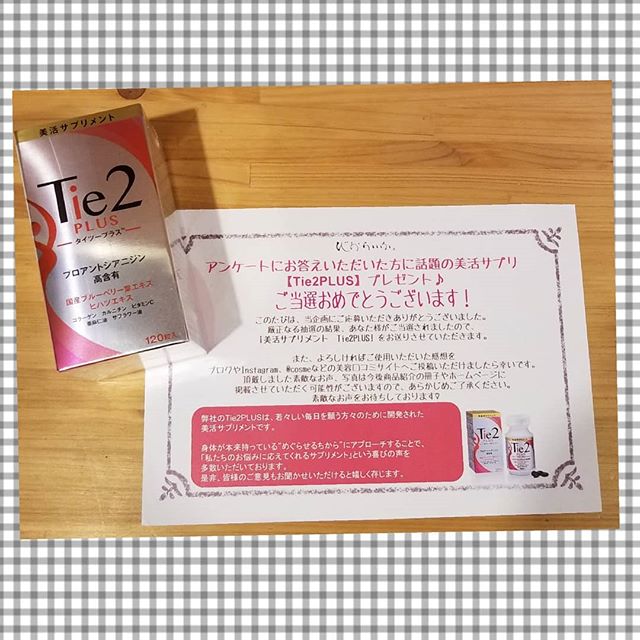 美活サプリメント
Tie2
PLUS
タイツープラス
プロアントシアニジン
高含有
国産ブルーベリー葉エキス
ヒハツエキス
コラーゲン カルニチン ビタミンC
亜麻仁油 サフラワー油
120粒入
アンケートにお答えいただいた方に話題の美活サプリ
【Tie2PLUS】プレゼント♪
ご当選おめでとうございます！
このたびは、当企画にご応募いただきありがとうございました。
厳正なる抽選の結果、あなた様がご当選されましたので、
「美活サプリメント Tie2PLUS」をお送りさせていただきます。
また、よろしければご使用いただいた感想を
ブログやInstagram、@cosmeなどの美容口コミサイトへご投稿いただけましたら幸いです。
頂戴しました素敵なお声、写真は今後商品紹介の冊子やホームページに
掲載させていただく可能性がございますので、あらかじめご了承ください。
素敵なお声をお待ちしております♡
弊社のTie2PLUSは、若々しい毎日を願う方々のために開発された
美活サプリメントです。
身体が本来持っている"めぐらせるちから"にアプローチすることで、
「私たちのお悩みに応えてくれるサプリメント」という喜びの声を
多数いただいております。
是非、皆様のご意見もお聞かせいただけると嬉しく存じます。
Tie2
Tie2